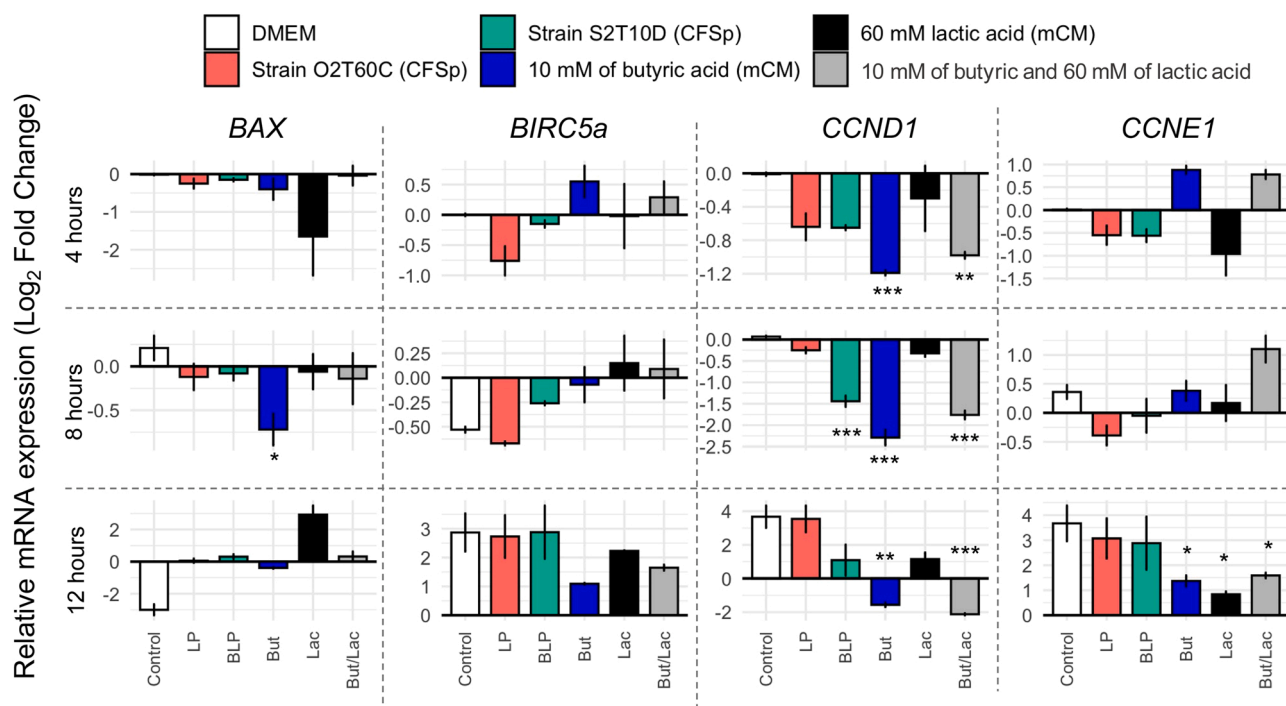 DMEM
Strain S2T10D (CFSp)
60 mM lactic acid (mCM)
Strain O2T60C (CFSp)
10 mM of butyric acid (mCM)
10 mM of butyric and 60 mM of lactic acid
Relative mRNA expression (Log₂ Fold Change)
BAX
BIRC5a
CCND1
CCNE1
4 hours
0
-1
-2
0.5
0.0
-0.5
-1.0
0.0
-0.4
-0.8
-1.2
***
**
1.0
0.5
0.0
-0.5
-1.0
-1.5
8 hours
0.0
-0.5
*
0.25
0.00
-0.25
-0.50
0.0
-0.5
-1.0
-1.5
-2.0
-2.5
***
***
***
1.0
0.5
0.0
-0.5
12 hours
2
0
-2
3
2
1
0
4
2
0
-2
**
***
4
3
2
1
0
*
*
*
Control
LP
BLP
But
Lac
But/Lac
Control
LP
BLP
But
Lac
But/Lac
Control
LP
BLP
But
Lac
But/Lac
Control
LP
BLP
But
Lac
But/Lac